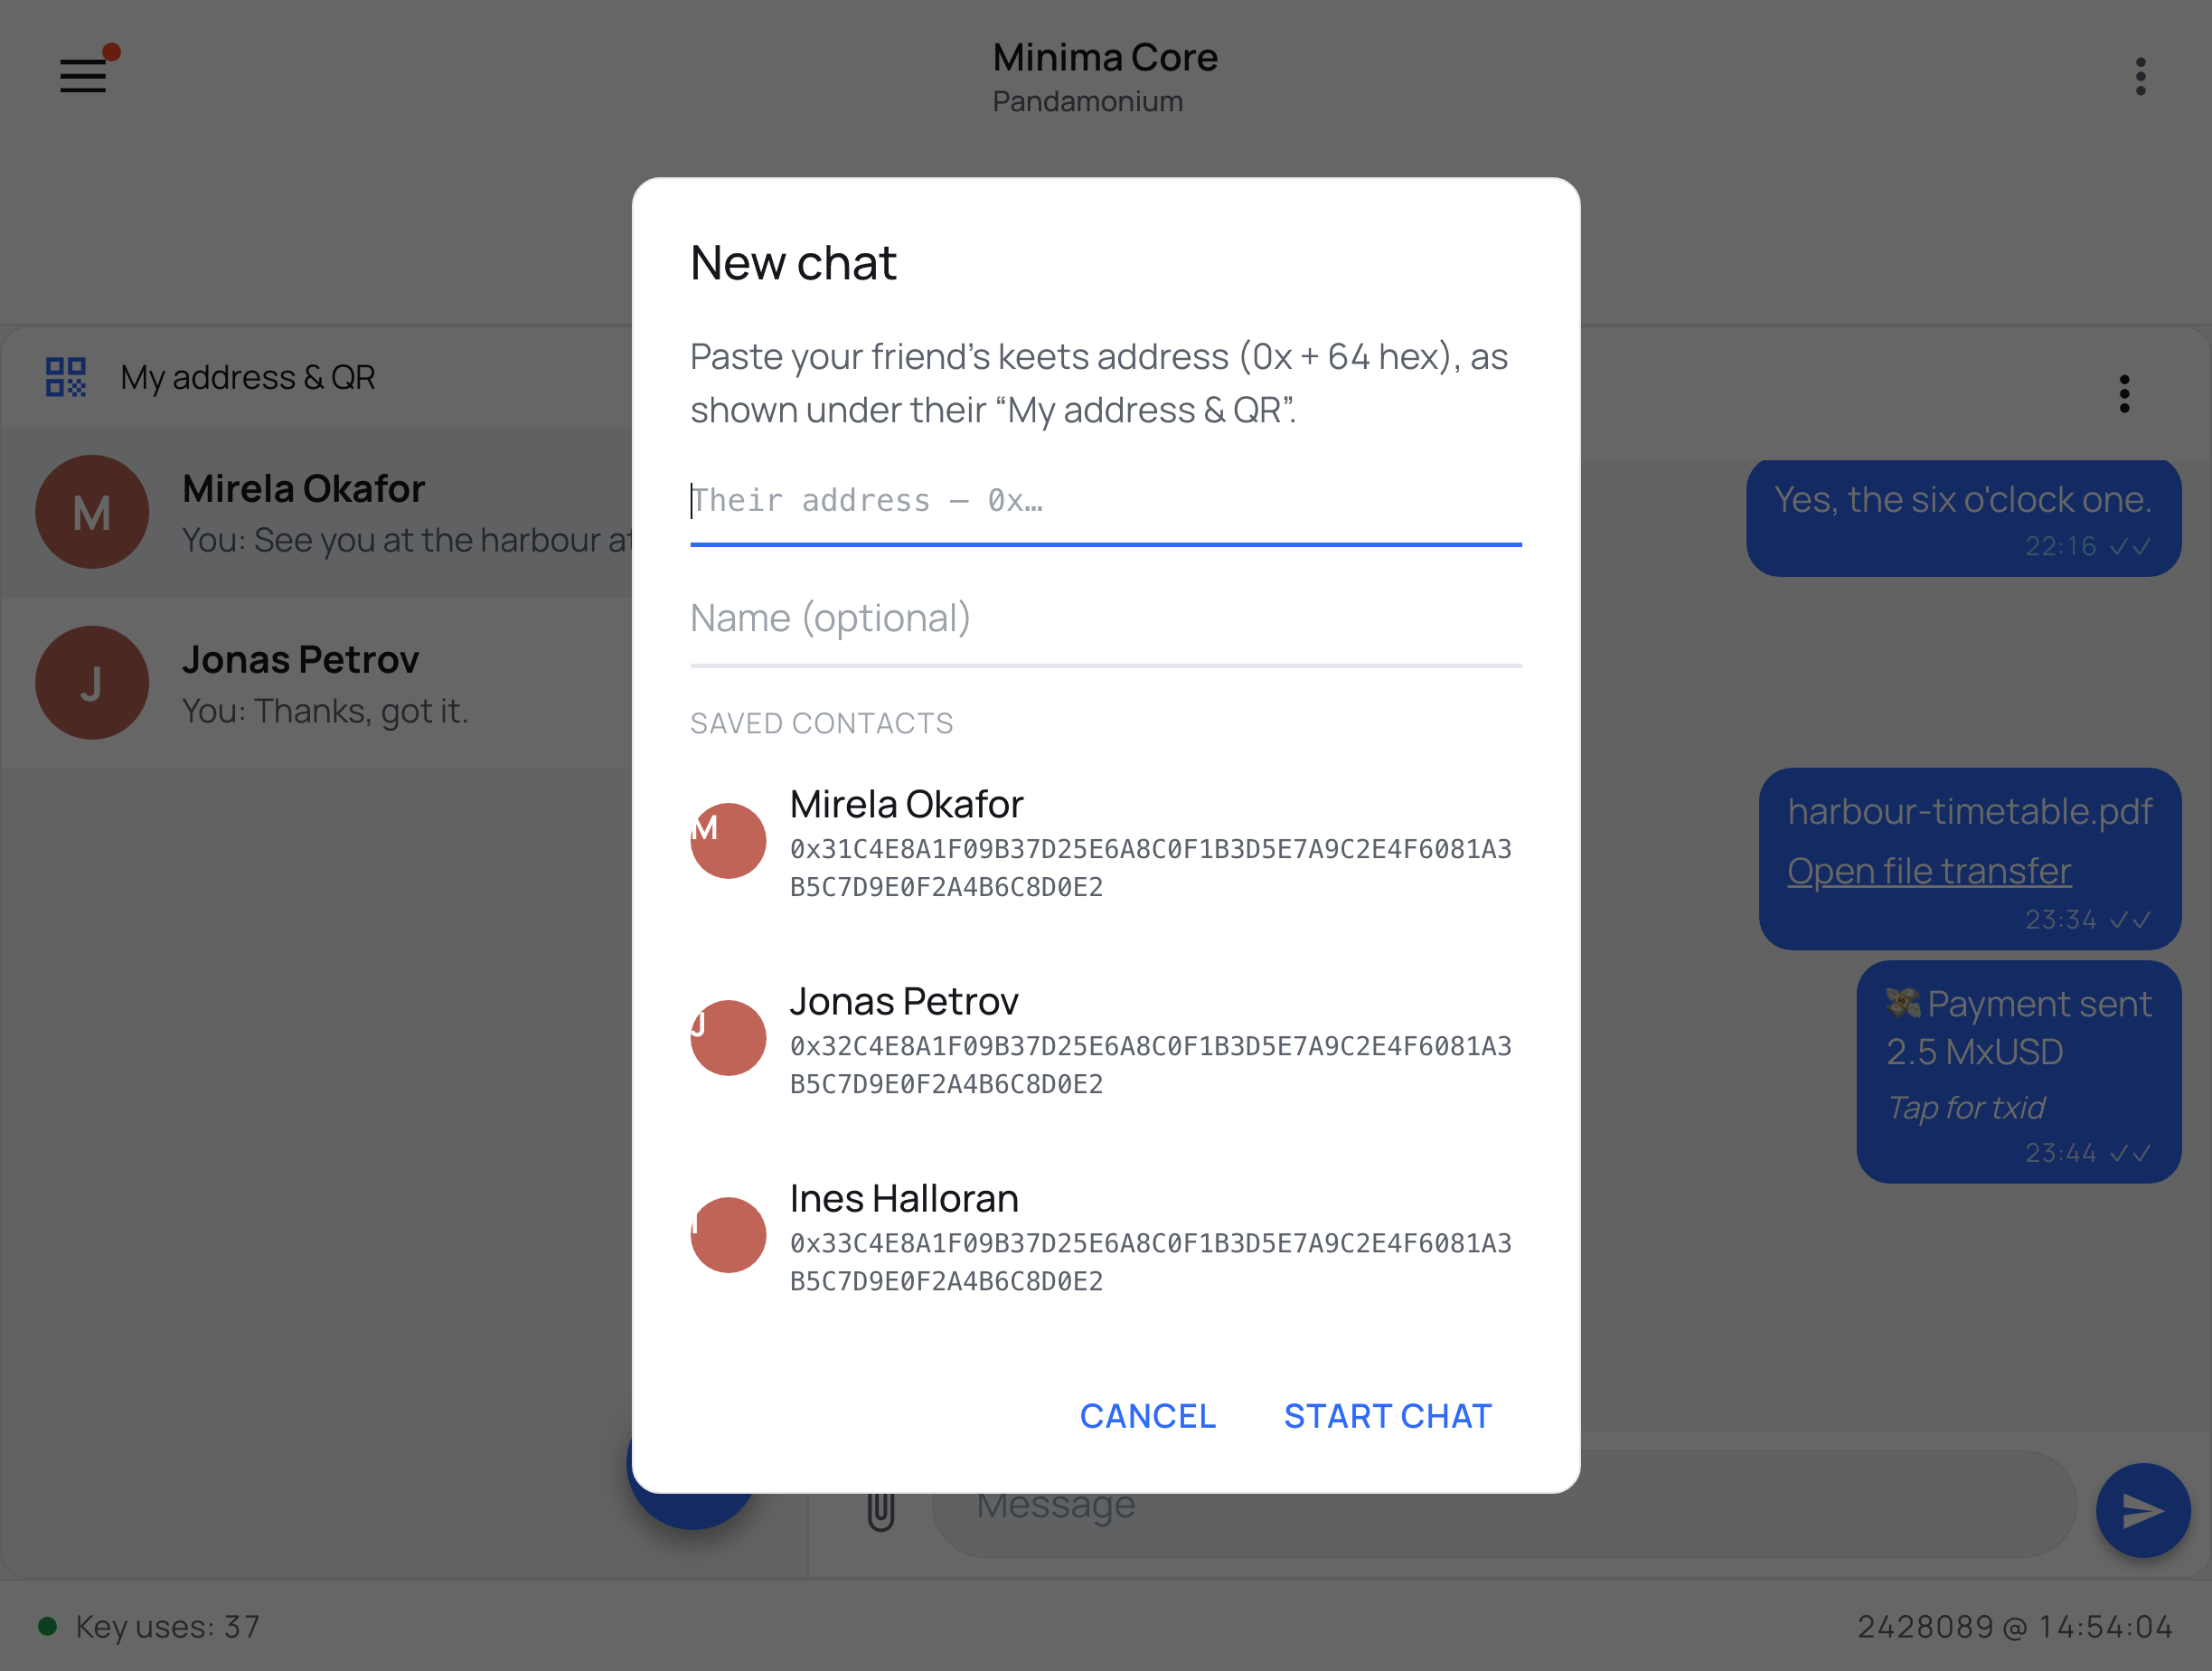 Minima Core
Pandamonium
My address & QR
M
Mirela Okafor
You: See you at the harbour at
J
Jonas Petrov
You: Thanks, got it.
New chat
Paste your friend’s keets address (0x + 64 hex), as
shown under their “My address & QR”.
Their address — 0x…
Name (optional)
SAVED CONTACTS
M
Mirela Okafor
0x31C4E8A1F09B37D25E6A8C0F1B3D5E7A9C2E4F6081A3
B5C7D9E0F2A4B6C8D0E2
J
Jonas Petrov
0x32C4E8A1F09B37D25E6A8C0F1B3D5E7A9C2E4F6081A3
B5C7D9E0F2A4B6C8D0E2
I
Ines Halloran
0x33C4E8A1F09B37D25E6A8C0F1B3D5E7A9C2E4F6081A3
B5C7D9E0F2A4B6C8D0E2
CANCEL
START CHAT
Yes, the six o'clock one.
22:16 ✓✓
harbour-timetable.pdf
Open file transfer
23:34 ✓✓
💸 Payment sent
2.5 MxUSD
Tap for txid
23:44 ✓✓
Message
Key uses: 37
2428089 @ 14:54:04